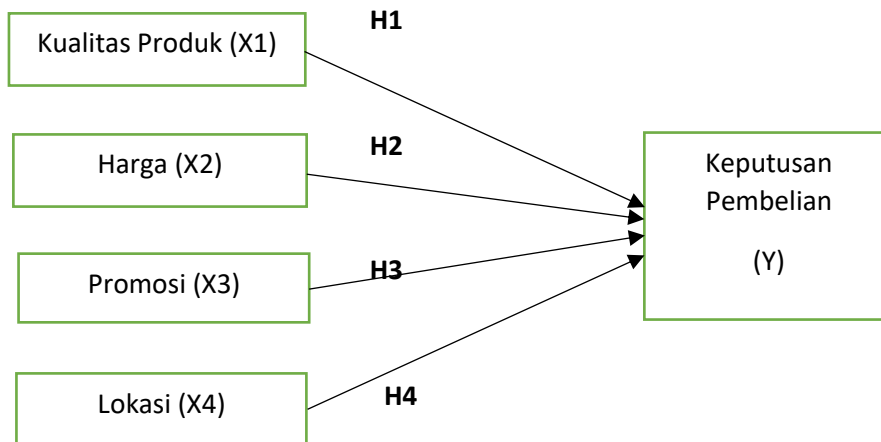 H1
Kualitas Produk (X1)
H2
Harga (X2)
Keputusan
Pembelian
(Y)
H3
Promosi (X3)
H4
Lokasi (X4)